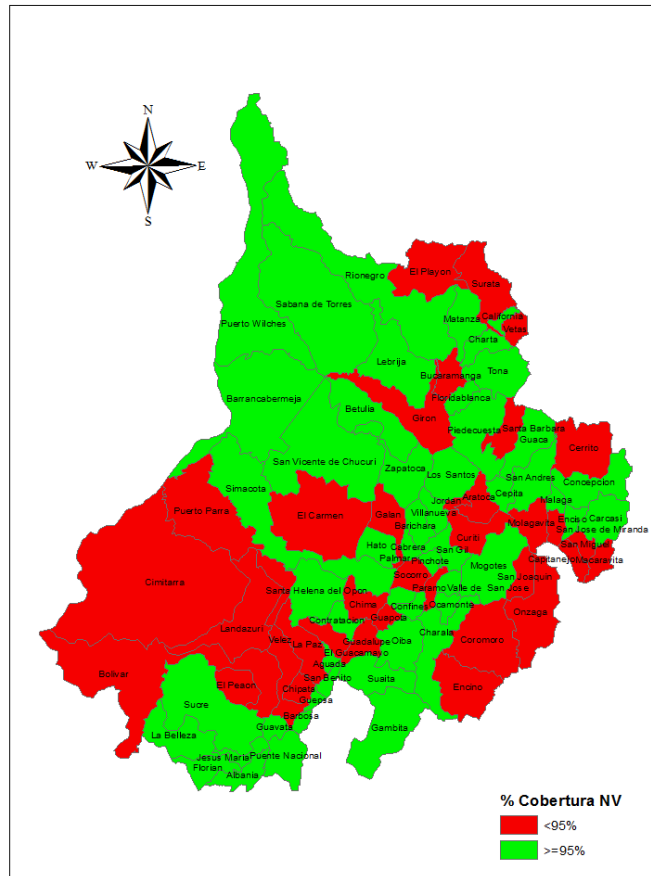 N
W
E
S
El Playon
Rionegro
Surata
Sabana de Torres
California
Matanza
Puerto Wilches
Vetas
Charta
Lebrija
Tona
Bucaramanga
Floridablanca
Barrancabermeja
Betulia
Giron
Piedecuesta
Santa Barbara
Guaca
Cerrito
San Vicente de Chucuri
Zapatoca
Los Santos
San Andres
Concepcion
Simacota
Cepita
Jordan
Aratoca
Malaga
Puerto Parra
El Carmen
Galan
Villanueva
Barichara
Molagavita
Enciso
Carcasi
San Jose de Miranda
Curiti
San Gil
Hato
Cabrera
San Miguel
Palmar
Pinchote
Capitanejo
Macaravita
Mogotes
Cimitarra
Socorro
San Joaquin
Santa Helena del Opon
Paramo
Valle de San Jose
Chima
Confines
Ocamonte
Onzaga
Contratacion
Guapota
Landazuri
Velez
La Paz
Guadalupe
Oiba
Charala
Coromoro
El Guacamayo
Aguada
Bolivar
San Benito
Suaita
El Peaon
Chipata
Encino
Guepsa
Sucre
Barbosa
Guavata
Gambita
La Belleza
Jesus Maria
Puente Nacional
Florian
Albania
% Cobertura NV
<95%
>=95%